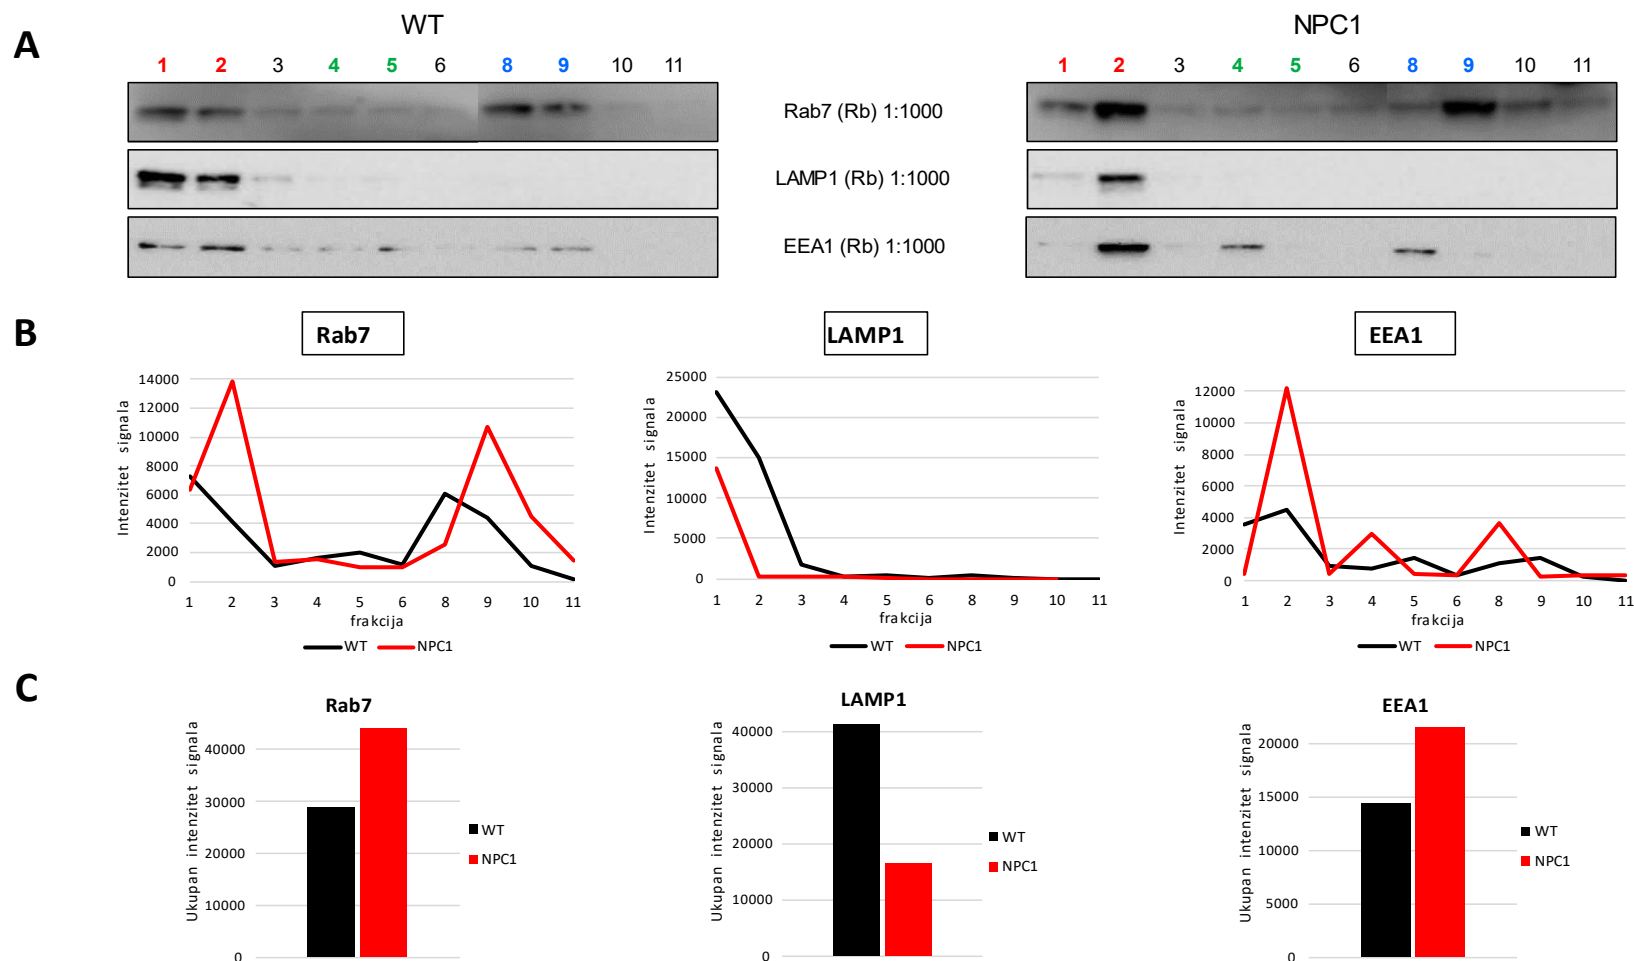 A
WT
NPC1
1 2 3 4 5 6 8 9 10 11
1 2 3 4 5 6 8 9 10 11
Rab7 (Rb) 1:1000
LAMP1 (Rb) 1:1000
EEA1 (Rb) 1:1000
B
Rab7
Intenzitet signala
14000
12000
10000
8000
6000
4000
2000
0
1 2 3 4 5 6 8 9 10 11
frakcija
WT NPC1
LAMP1
Intenzitet signala
25000
20000
15000
10000
5000
0
1 2 3 4 5 6 8 9 10 11
frakcija
WT NPC1
EEA1
Intenzitet signala
12000
10000
8000
6000
4000
2000
0
1 2 3 4 5 6 8 9 10 11
frakcija
WT NPC1
C
Rab7
Ukupan intenzitet signala
40000
30000
20000
10000
0
WT
NPC1
LAMP1
Ukupan intenzitet signala
40000
30000
20000
10000
0
WT
NPC1
EEA1
Ukupan intenzitet signala
20000
15000
10000
5000
0
WT
NPC1